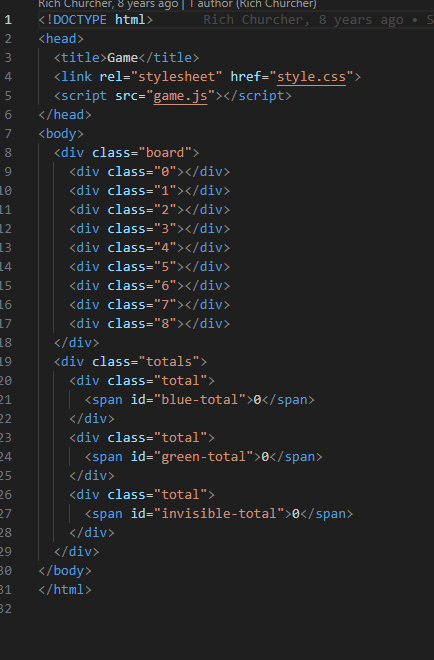 Rich Churcher, 8 years ago | 1 author (Rich Churcher)
1 <!DOCTYPE html> Rich Churcher, 8 years ago • S
2 <head>
3 <title>Game</title>
4 <link rel="stylesheet" href="style.css">
5 <script src="game.js"></script>
6 </head>
7 <body>
8 <div class="board">
9 <div class="0"></div>
10 <div class="1"></div>
11 <div class="2"></div>
12 <div class="3"></div>
13 <div class="4"></div>
14 <div class="5"></div>
15 <div class="6"></div>
16 <div class="7"></div>
17 <div class="8"></div>
18 </div>
19 <div class="totals">
20 <div class="total">
21 <span id="blue-total">0</span>
22 </div>
23 <div class="total">
24 <span id="green-total">0</span>
25 </div>
26 <div class="total">
27 <span id="invisible-total">0</span>
28 </div>
29 </div>
30 </body>
31 </html>
32